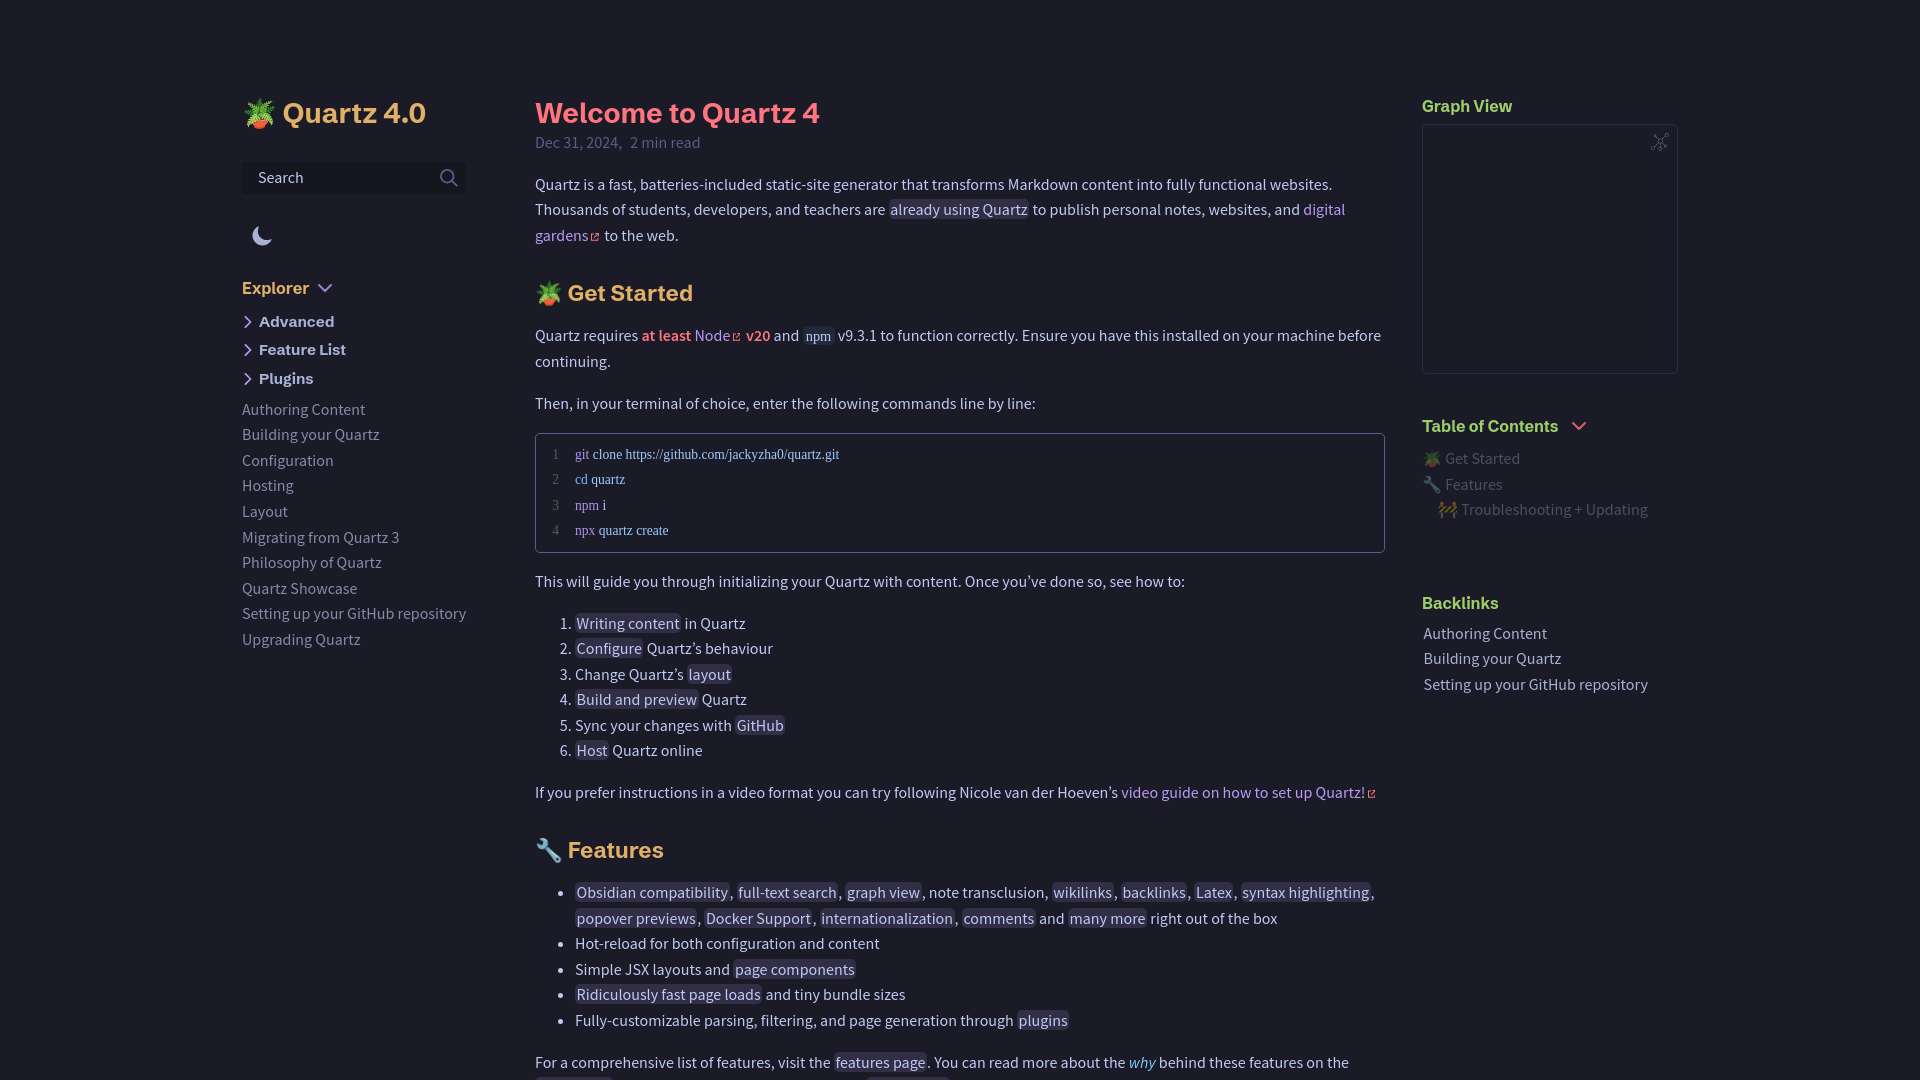 🪴 Quartz 4.0
Search
Explorer
Advanced
Feature List
Plugins
Authoring Content
Building your Quartz
Configuration
Hosting
Layout
Migrating from Quartz 3
Philosophy of Quartz
Quartz Showcase
Setting up your GitHub repository
Upgrading Quartz
Welcome to Quartz 4
Dec 31, 2024, 2 min read
Quartz is a fast, batteries-included static-site generator that transforms Markdown content into fully functional websites.
Thousands of students, developers, and teachers are already using Quartz to publish personal notes, websites, and digital
gardens to the web.
🪴 Get Started
Quartz requires at least Node v20 and npm v9.3.1 to function correctly. Ensure you have this installed on your machine before
continuing.
Then, in your terminal of choice, enter the following commands line by line:
1 git clone https://github.com/jackyzha0/quartz.git
2 cd quartz
3 npm i
4 npx quartz create
This will guide you through initializing your Quartz with content. Once you’ve done so, see how to:
1. Writing content in Quartz
2. Configure Quartz’s behaviour
3. Change Quartz’s layout
4. Build and preview Quartz
5. Sync your changes with GitHub
6. Host Quartz online
If you prefer instructions in a video format you can try following Nicole van der Hoeven’s video guide on how to set up Quartz!
🔧 Features
• Obsidian compatibility, full-text search, graph view, note transclusion, wikilinks, backlinks, Latex, syntax highlighting,
popover previews, Docker Support, internationalization, comments and many more right out of the box
• Hot-reload for both configuration and content
• Simple JSX layouts and page components
• Ridiculously fast page loads and tiny bundle sizes
• Fully-customizable parsing, filtering, and page generation through plugins
For a comprehensive list of features, visit the features page. You can read more about the why behind these features on the
Graph View
Table of Contents
🪴 Get Started
🔧 Features
🚧 Troubleshooting + Updating
Backlinks
Authoring Content
Building your Quartz
Setting up your GitHub repository